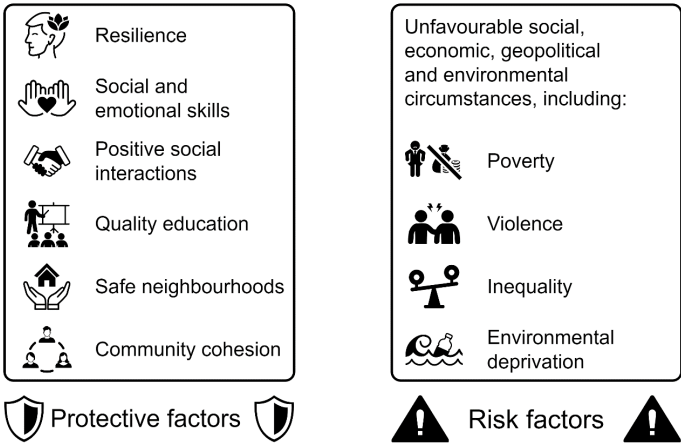 Resilience
Social and
emotional skills
Positive social
interactions
Quality education
Safe neighbourhoods
Community cohesion
Protective factors
Unfavourable social,
economic, geopolitical
and environmental
circumstances, including:
Poverty
Violence
Inequality
Environmental
deprivation
Risk factors